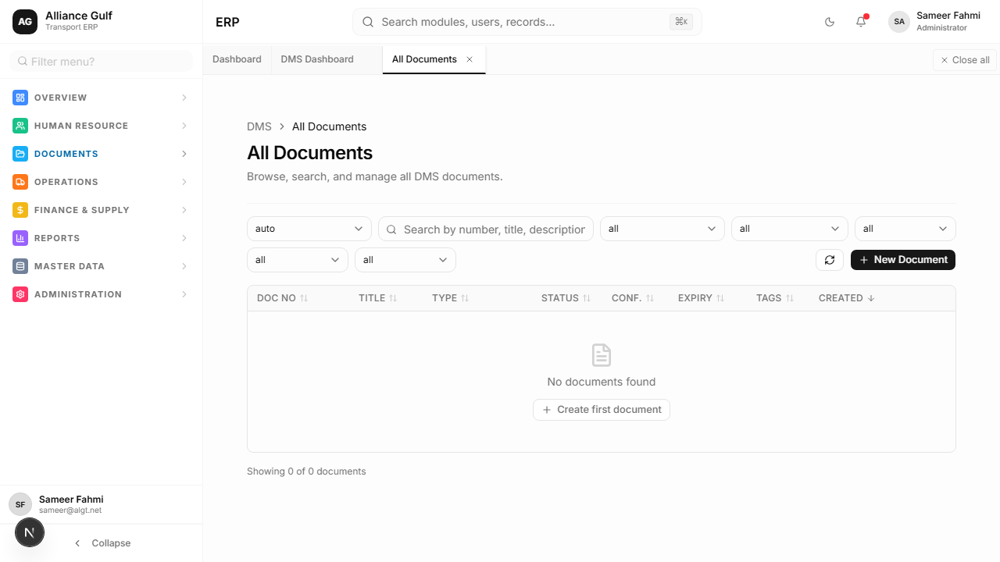 AG
Alliance Gulf
Transport ERP
ERP
Search modules, users, records...
⌘K
SA
Sameer Fahmi
Administrator
Filter menu?
Dashboard
DMS Dashboard
All Documents
Close all
OVERVIEW
HUMAN RESOURCE
DOCUMENTS
OPERATIONS
FINANCE & SUPPLY
REPORTS
MASTER DATA
ADMINISTRATION
DMS
All Documents
All Documents
Browse, search, and manage all DMS documents.
auto
Search by number, title, description
all
all
all
all
all
New Document
DOC NO
TITLE
TYPE
STATUS
CONF.
EXPIRY
TAGS
CREATED
No documents found
Create first document
Showing 0 of 0 documents
SF
Sameer Fahmi
sameer@algt.net
N
Collapse